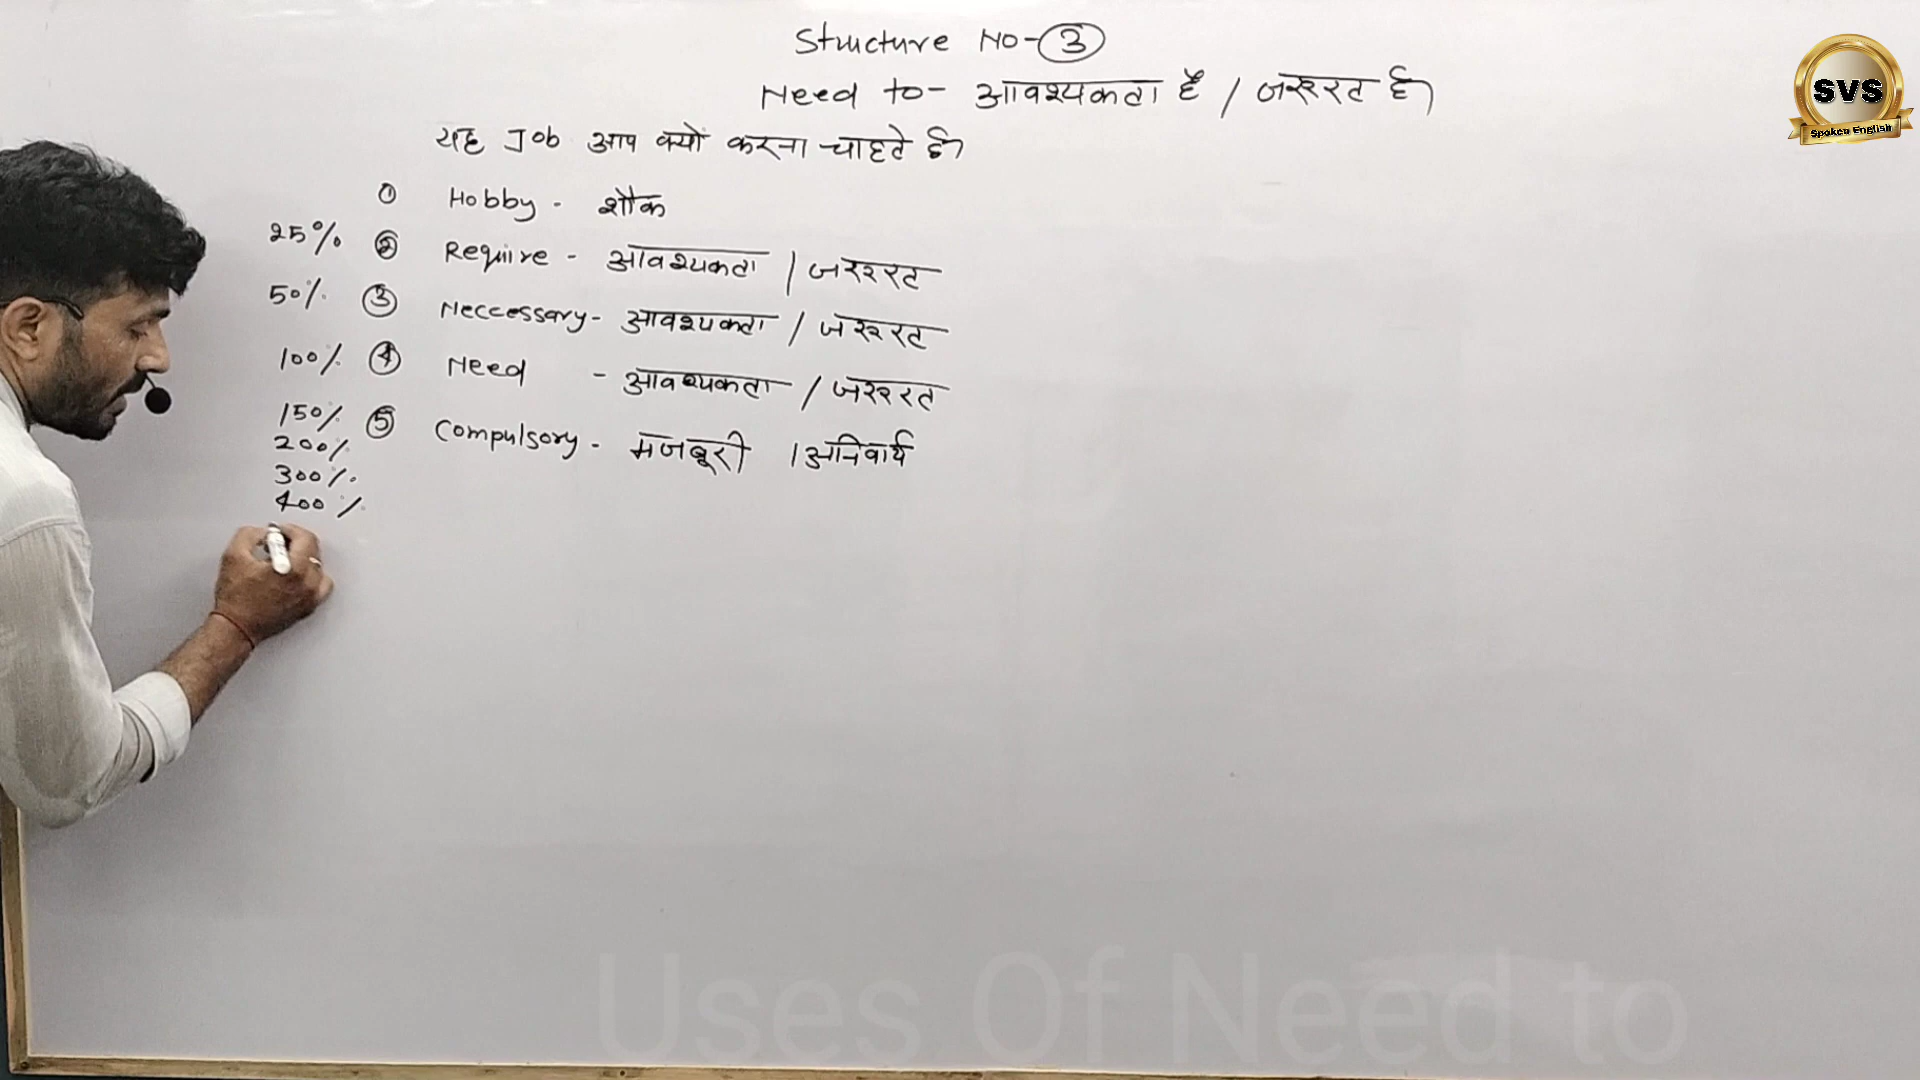 Structure No-③
Need to- आवश्यकता है / जरूरत है।
यह Job आप क्यों करना चाहते है।
① Hobby - शौक
25% ② Require - आवश्यकता / जरूरत
50% ③ Neccessary- आवश्यकता / जरूरत
100% ④ Need - आवश्यकता / जरूरत
150% ⑤ Compulsory - मजबूरी / अनिवार्य
200%
300%
400%
SVS
Spoken English
Uses Of Need to